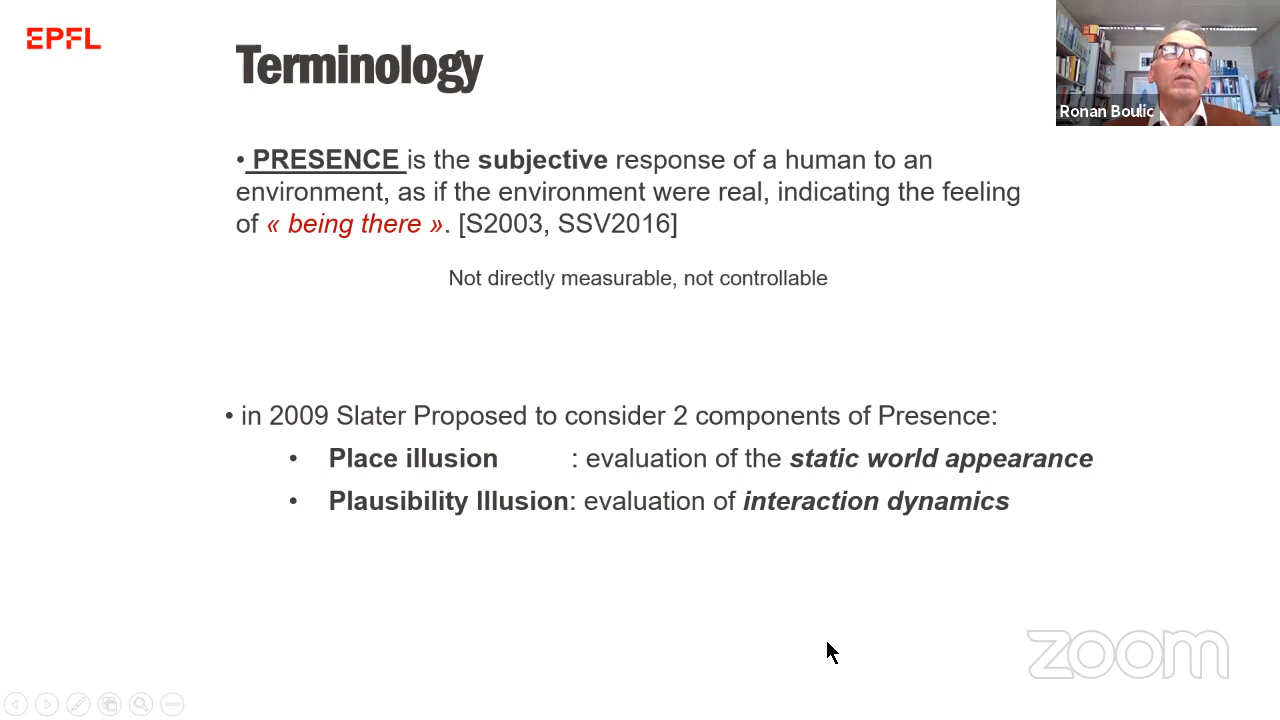 EPFL
Terminology
Ronan Boulic
• PRESENCE is the subjective response of a human to an
environment, as if the environment were real, indicating the feeling
of « being there ». [S2003, SSV2016]
Not directly measurable, not controllable
• in 2009 Slater Proposed to consider 2 components of Presence:
• Place illusion : evaluation of the static world appearance
• Plausibility Illusion: evaluation of interaction dynamics
zoom